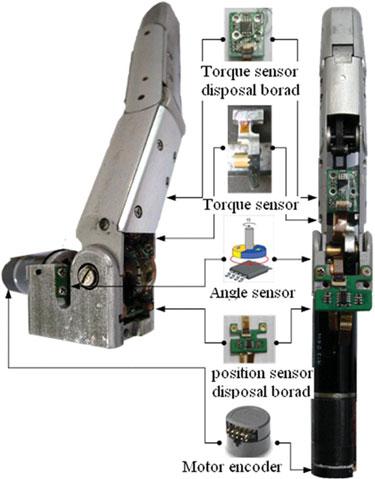 Torque sensor
disposal borad
Torque sensor
Angle sensor
position sensor
disposal borad
Motor encoder